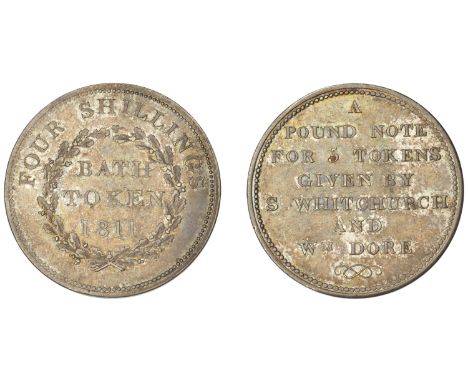 FOUR SHILLINGS
BATH
TOKEN
1811
A
POUND NOTE
FOR 5 TOKENS
GIVEN BY
S. WHITCHURCH
AND
WM. DORE